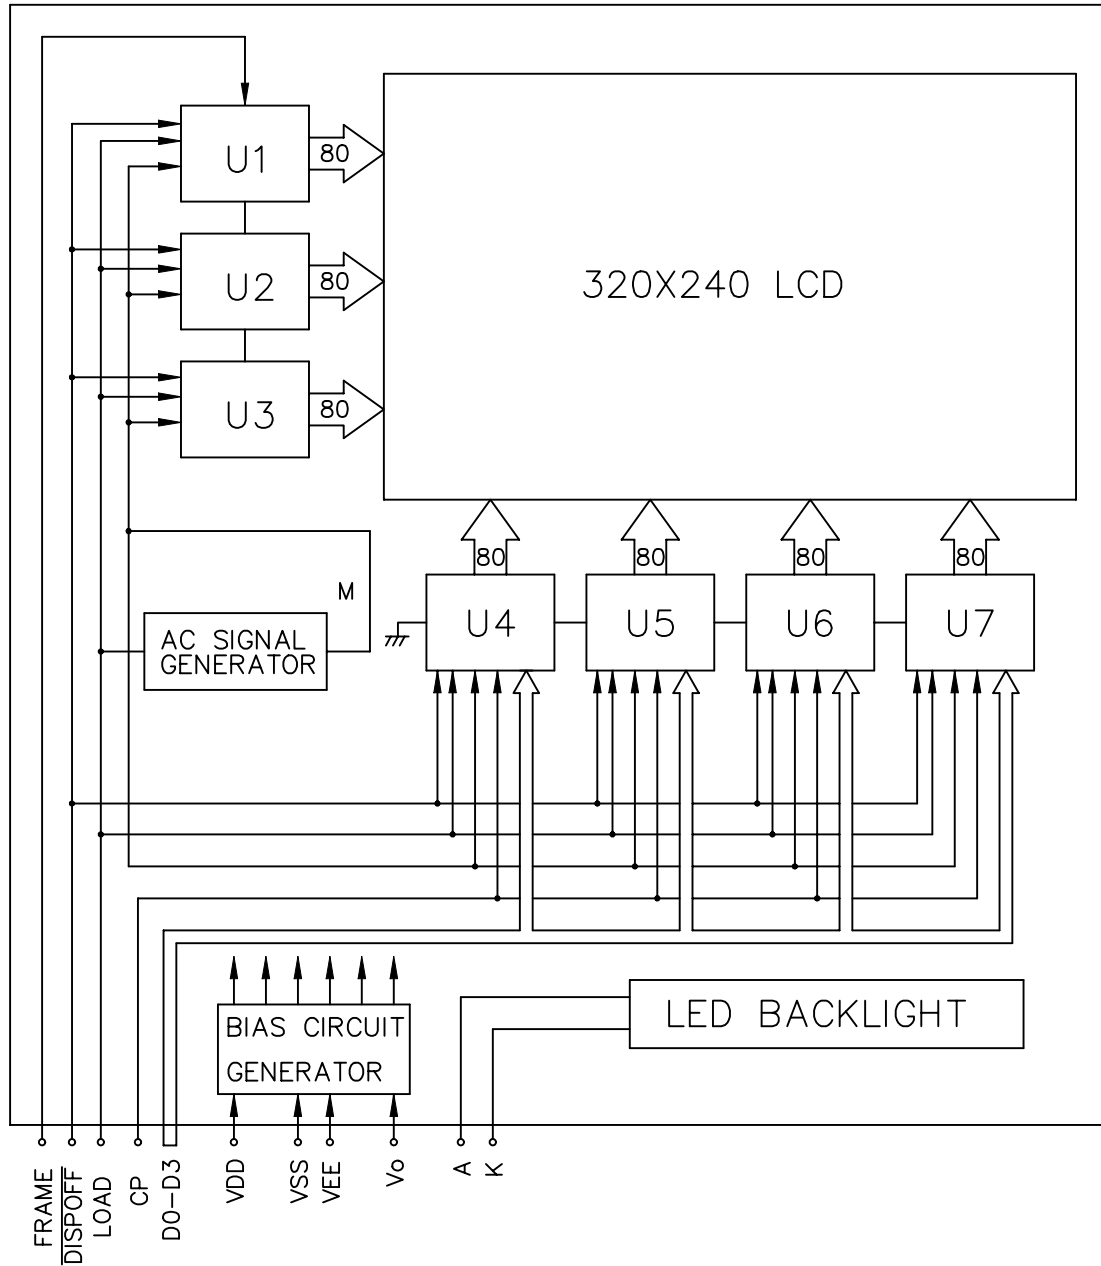 U1
80
U2
80
320X240 LCD
U3
80
80
80
80
80
M
U4
U5
U6
U7
AC SIGNAL
GENERATOR
BIAS CIRCUIT
GENERATOR
LED BACKLIGHT
FRAME
DISPOFF
LOAD
CP
D0-D3
VDD
VSS
VEE
Vo
A
K